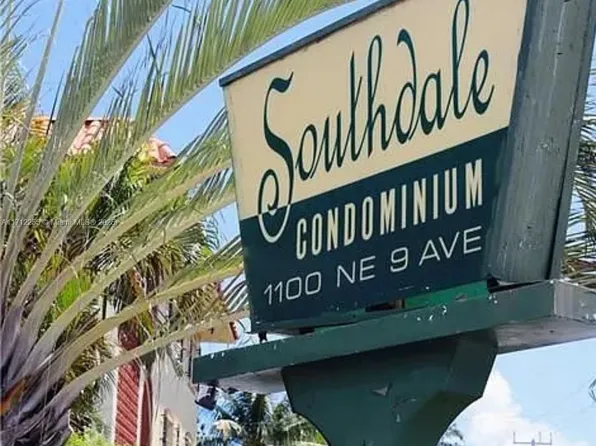 Southdale
CONDOMINIUM
1100 NE 9 AVE